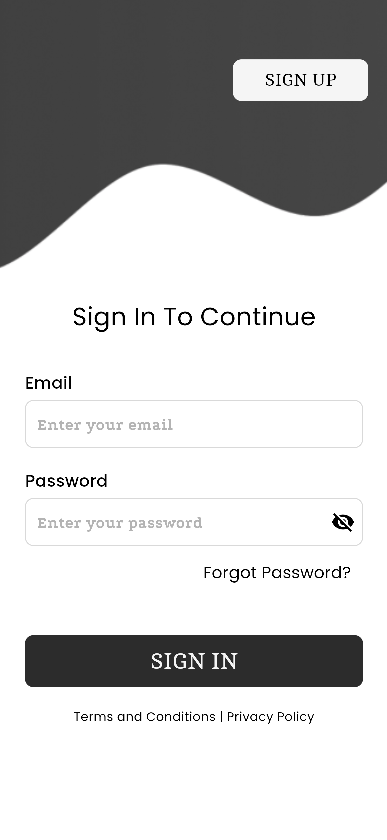 SIGN UP
Sign In To Continue
Email
Enter your email
Password
Enter your password
Forgot Password?
SIGN IN
Terms and Conditions | Privacy Policy